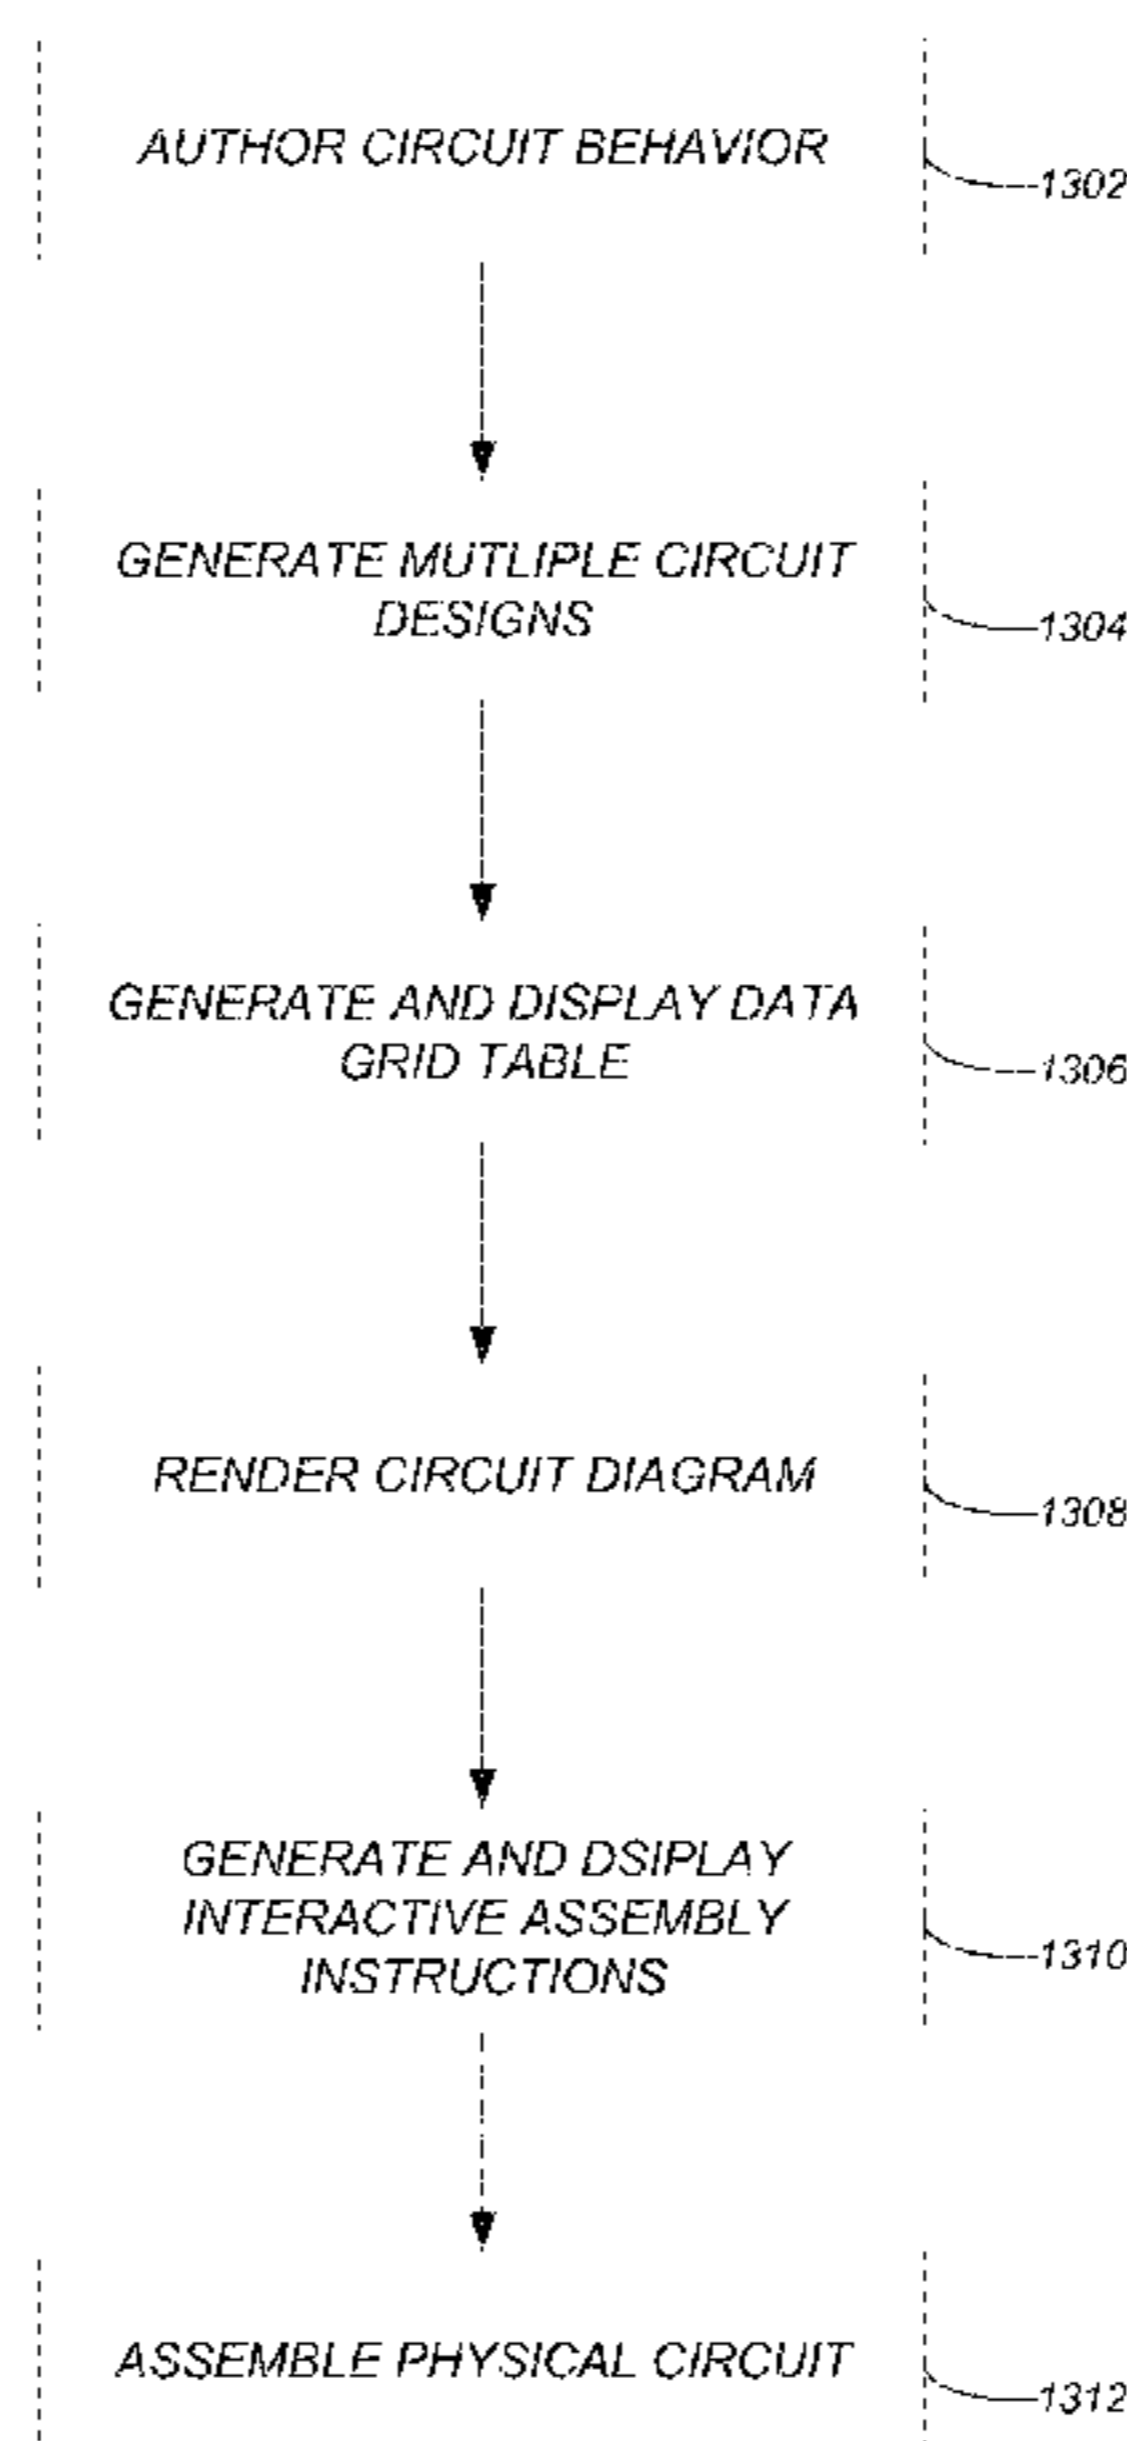 AUTHOR CIRCUIT BEHAVIOR
1302
GENERATE MUTLIPLE CIRCUIT
DESIGNS
1304
GENERATE AND DISPLAY DATA
GRID TABLE
1306
RENDER CIRCUIT DIAGRAM
1308
GENERATE AND DSIPLAY
INTERACTIVE ASSEMBLY
INSTRUCTIONS
1310
ASSEMBLE PHYSICAL CIRCUIT
1312